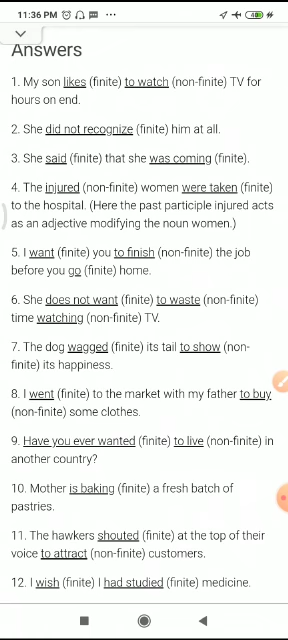 11:36 PM
40
Answers
1. My son likes (finite) to watch (non-finite) TV for
hours on end.
2. She did not recognize (finite) him at all.
3. She said (finite) that she was coming (finite).
4. The injured (non-finite) women were taken (finite)
to the hospital. (Here the past participle injured acts
as an adjective modifying the noun women.)
5. I want (finite) you to finish (non-finite) the job
before you go (finite) home.
6. She does not want (finite) to waste (non-finite)
time watching (non-finite) TV.
7. The dog wagged (finite) its tail to show (non-
finite) its happiness.
8. I went (finite) to the market with my father to buy
(non-finite) some clothes.
9. Have you ever wanted (finite) to live (non-finite) in
another country?
10. Mother is baking (finite) a fresh batch of
pastries.
11. The hawkers shouted (finite) at the top of their
voice to attract (non-finite) customers.
12. I wish (finite) I had studied (finite) medicine.